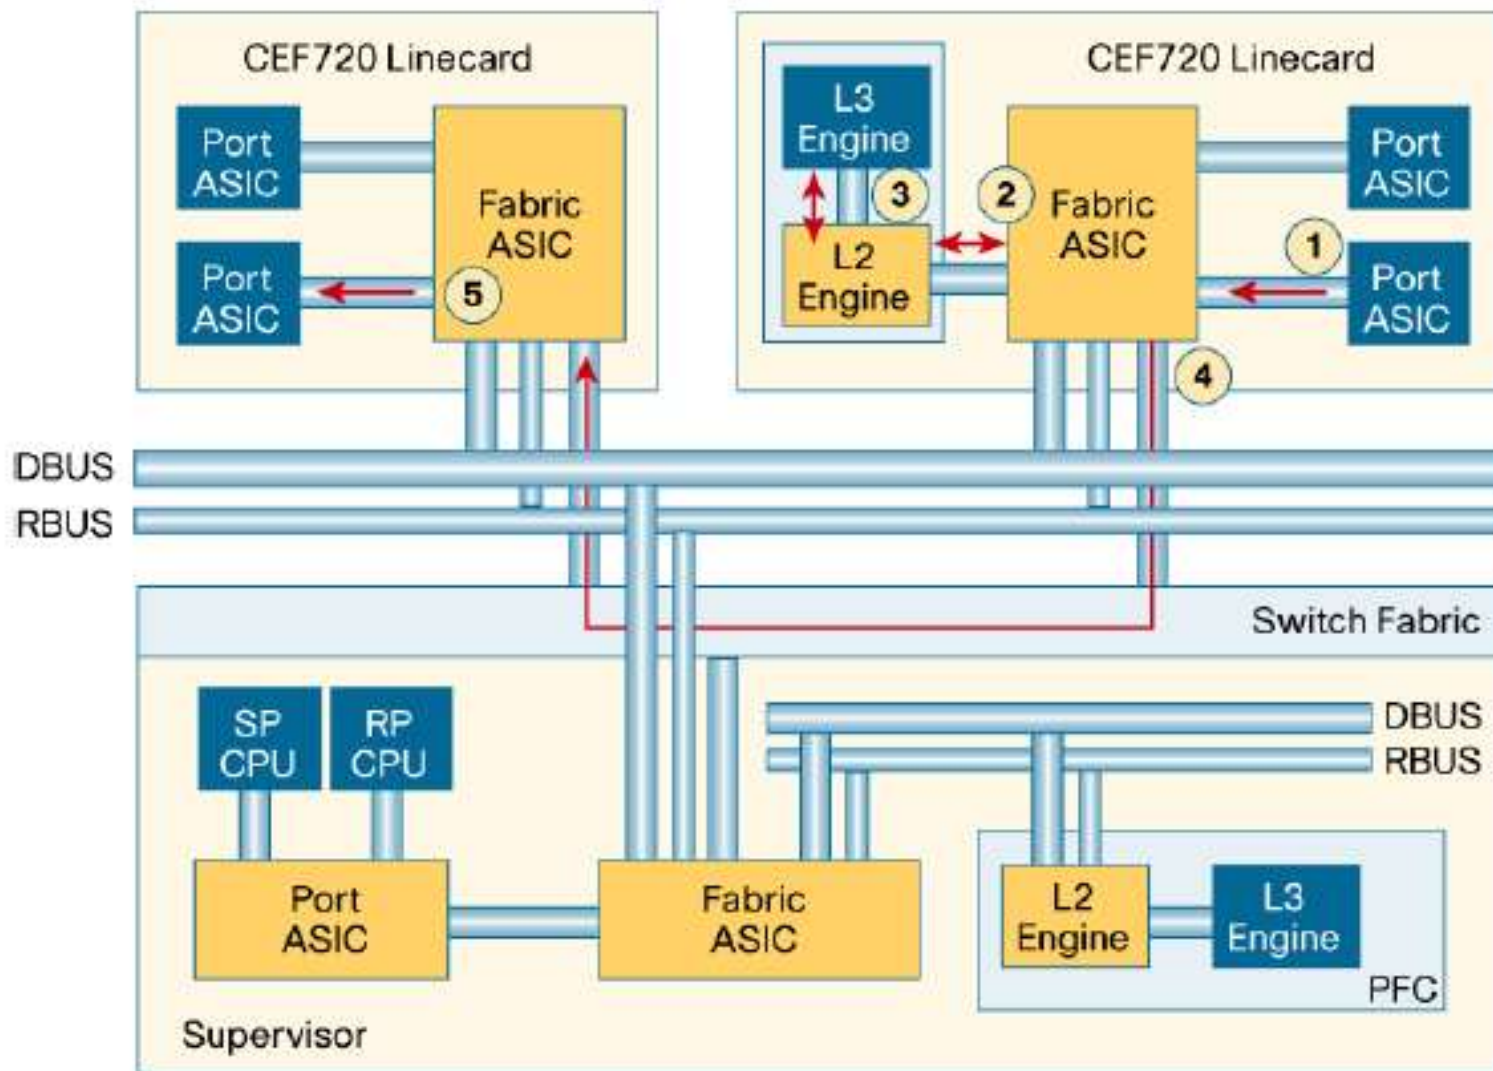 CEF720 Linecard
Port
ASIC
Port
ASIC
Fabric
ASIC
5
CEF720 Linecard
L3
Engine
3
L2
Engine
2
Fabric
ASIC
Port
ASIC
1
Port
ASIC
4
DBUS
RBUS
Switch Fabric
SP
CPU
RP
CPU
DBUS
RBUS
Port
ASIC
Fabric
ASIC
L2
Engine
L3
Engine
PFC
Supervisor